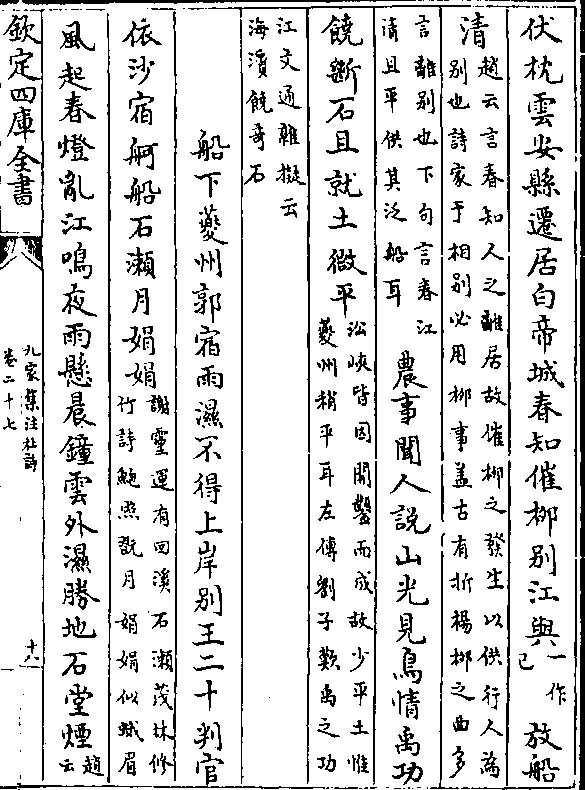 伏枕雲安縣遷居白帝城春知催柳别江與一作已放船
清趙云言春知人之離居故催柳之發生以供行人為别也詩家于相别必用柳事盖古有折楊柳之曲多
言離别也下句言春江清且平供其泛船耳農事聞人說山光見鳥情禹功
饒斷石且就土微平㳂峽皆因開鑿而成故少平土惟夔州稍平耳左傳劉子歎禹之功
江文通雜擬云海濱饒奇石
船下夔州郭宿雨濕不得上岸别王二十判官
依沙宿舸船石瀬月娟娟謝靈運有回溪石瀬茂林修竹詩鮑照翫月娟娟似蛾眉
風起春燈亂江鳴夜雨懸晨鐘雲外濕勝地石堂煙趙云
欽定四庫全書
九家集注杜詩
卷二十七
十八